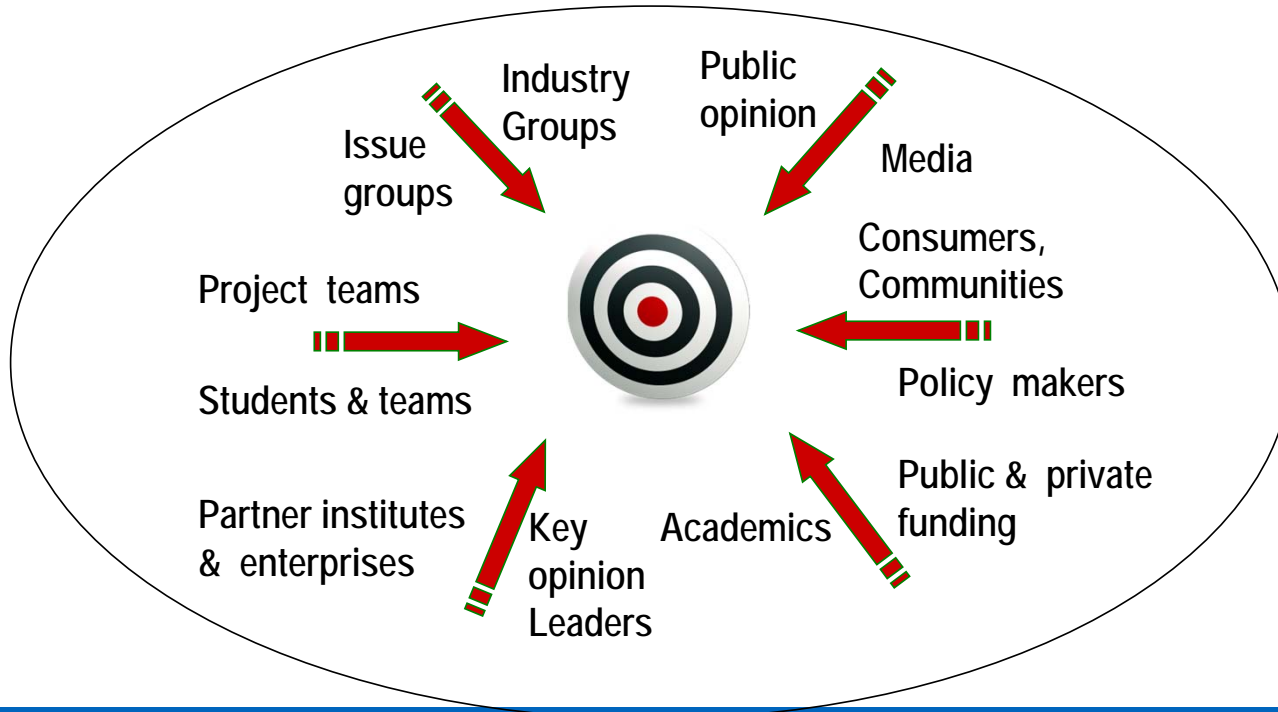 Industry
Groups
Public
opinion
Issue
groups
Media
Consumers,
Communities
Project teams
Students & teams
Policy makers
Partner institutes
& enterprises
Key
opinion
Leaders
Academics
Public & private
funding